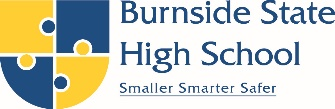 Burnside State
High School
Smaller Smarter Safer